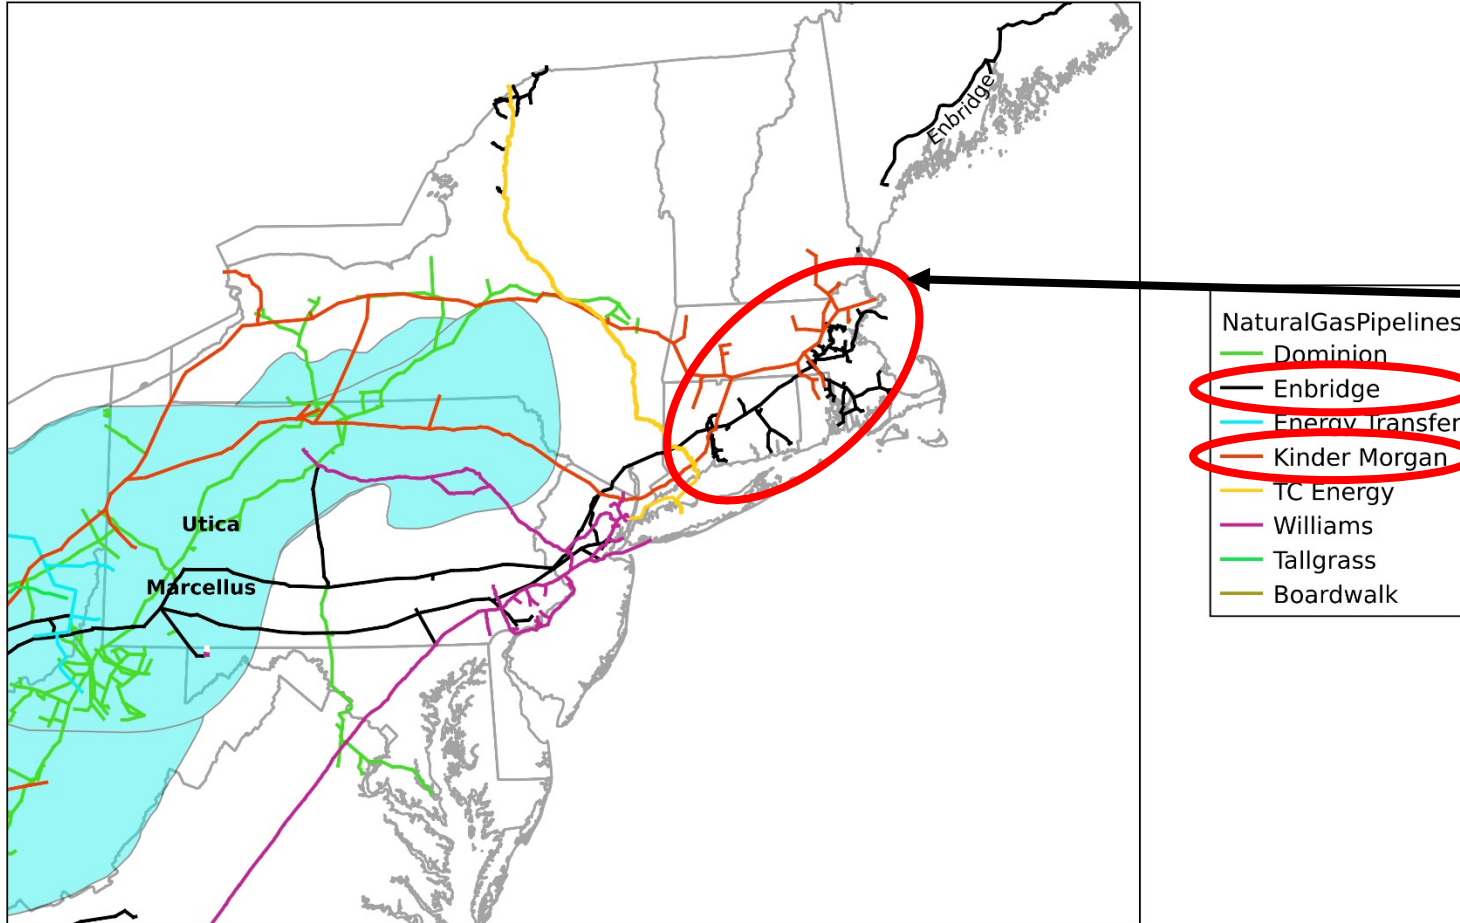 Enbridge
Utica
Marcellus
NaturalGasPipelines
Dominion
Enbridge
Energy Transfer
Kinder Morgan
TC Energy
Williams
Tallgrass
Boardwalk